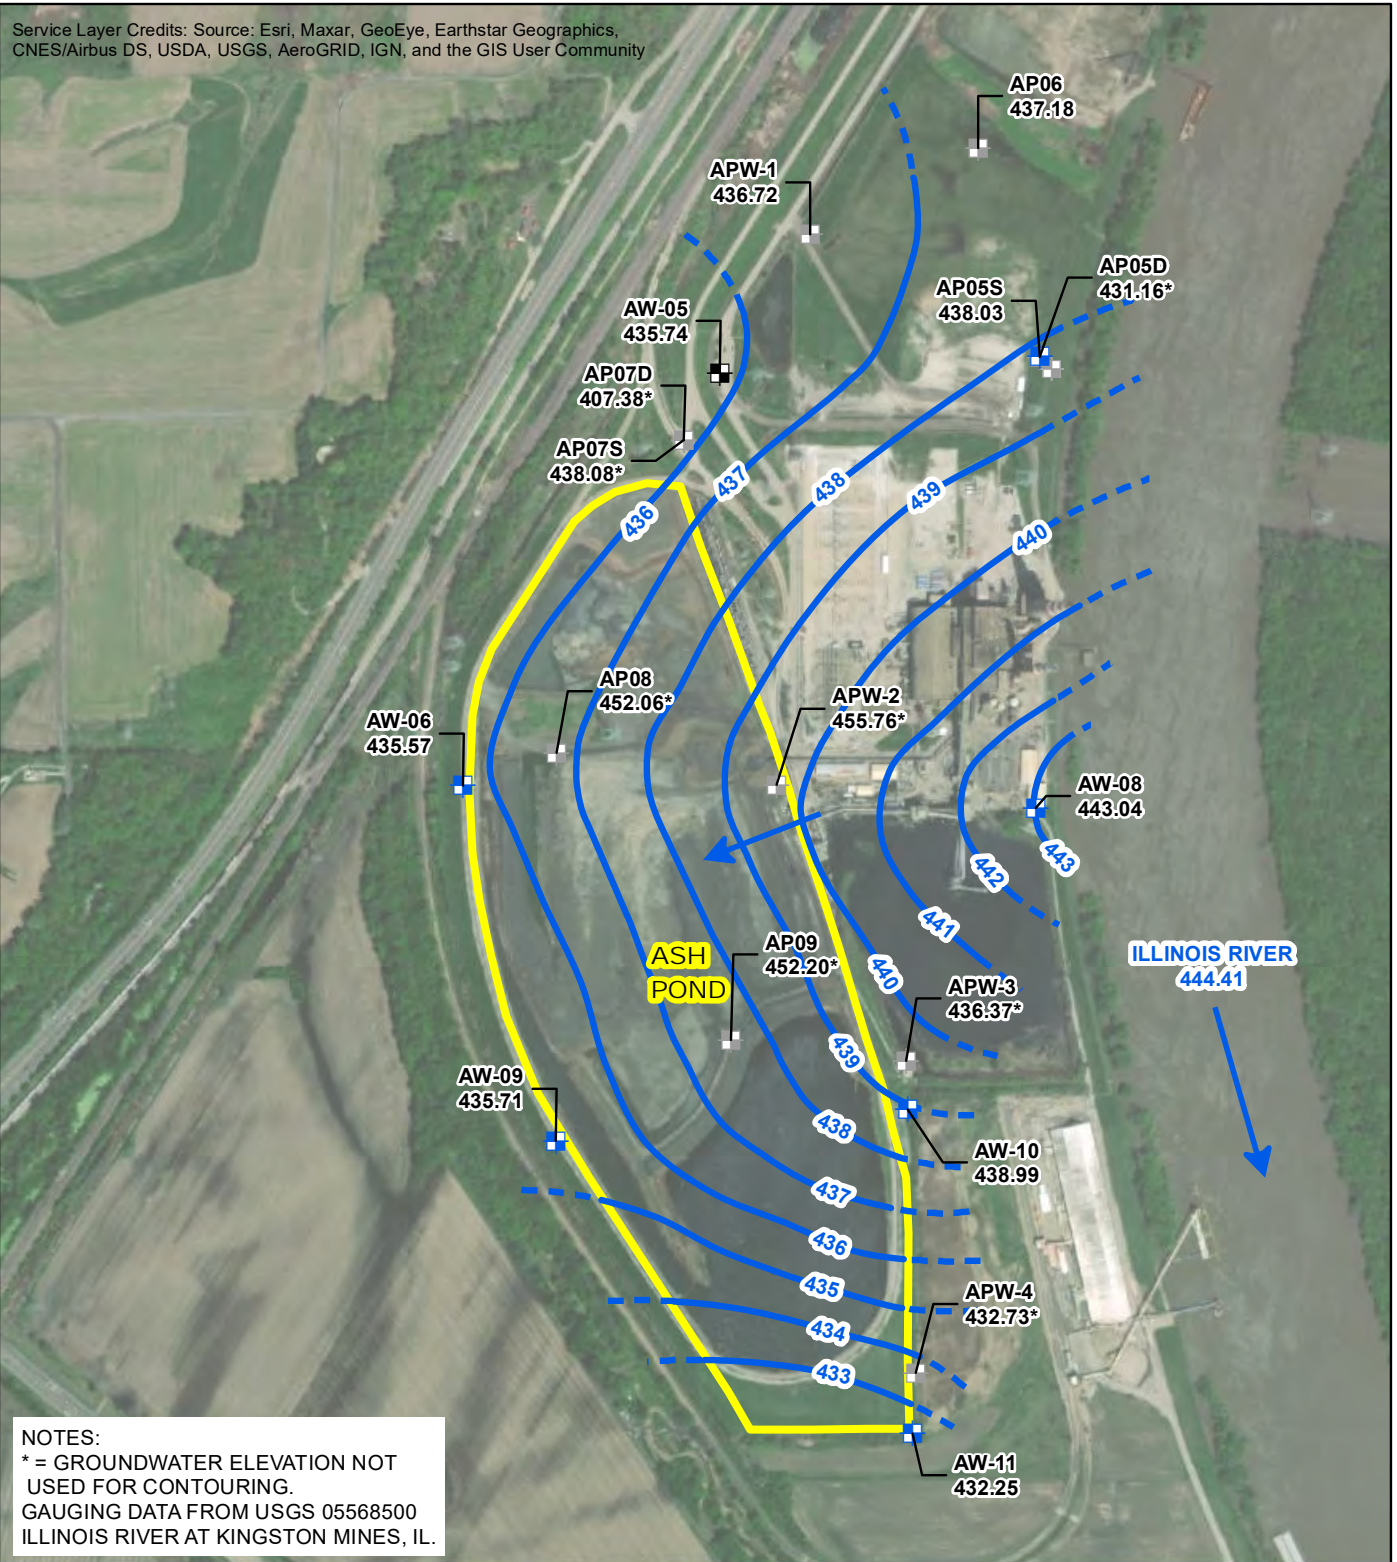 Service Layer Credits: Source: Esri, Maxar, GeoEye, Earthstar Geographics,
CNES/Airbus DS, USDA, USGS, AeroGRID, IGN, and the GIS User Community
AP06
437.18
APW-1
436.72
AP05D
431.16*
AP05S
438.03
AW-05
435.74
AP07D
407.38*
AP07S
438.08*
437
438
439
436
440
AP08
452.06*
APW-2
455.76*
AW-06
435.57
AW-08
443.04
443
442
441
ASH
POND
AP09
452.20*
440
ILLINOIS RIVER
444.41
APW-3
436.37*
439
AW-09
435.71
438
AW-10
438.99
437
436
435
APW-4
432.73*
434
433
AW-11
432.25
NOTES:
* = GROUNDWATER ELEVATION NOT
USED FOR CONTOURING.
GAUGING DATA FROM USGS 05568500
ILLINOIS RIVER AT KINGSTON MINES, IL.